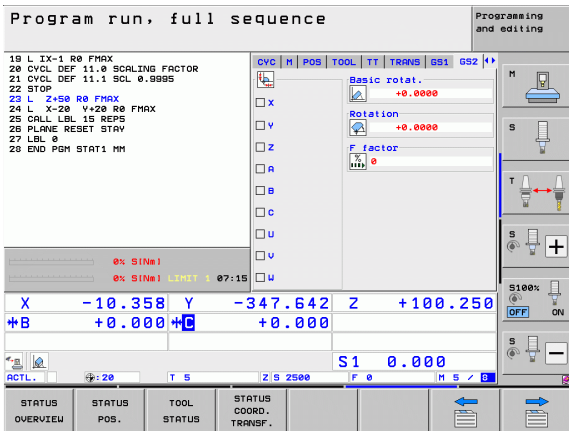 Program run, full sequence
Programming and editing
19 L IX-1 R0 FMAX
20 CYCL DEF 11.0 SCALING FACTOR
21 CYCL DEF 11.1 SCL 0.9995
22 STOP
23 L Z+50 R0 FMAX
24 L X-20 Y+20 R0 FMAX
25 CALL LBL 15 REP5
26 PLANE RESET STAY
27 LBL 0
28 END PGM STAT1 MM
0% S[Nm]
0% S[Nm] LIMIT 1 07:15
CYC M POS TOOL TT TRANS GS1 GS2
X
Y
Z
A
B
C
U
V
W
Basic rotat.
+0.0000
Rotation
+0.0000
F factor
% 0
M
S
T
S
S100%
OFF ON
S
X -10.358 Y -347.642 Z +100.250
B +0.000 C +0.000
S1 0.000
ACTL. :20 T 5 Z S 2500 F 0 M 5 / 8
STATUS OVERVIEW
STATUS POS.
TOOL STATUS
STATUS COORD. TRANSF.